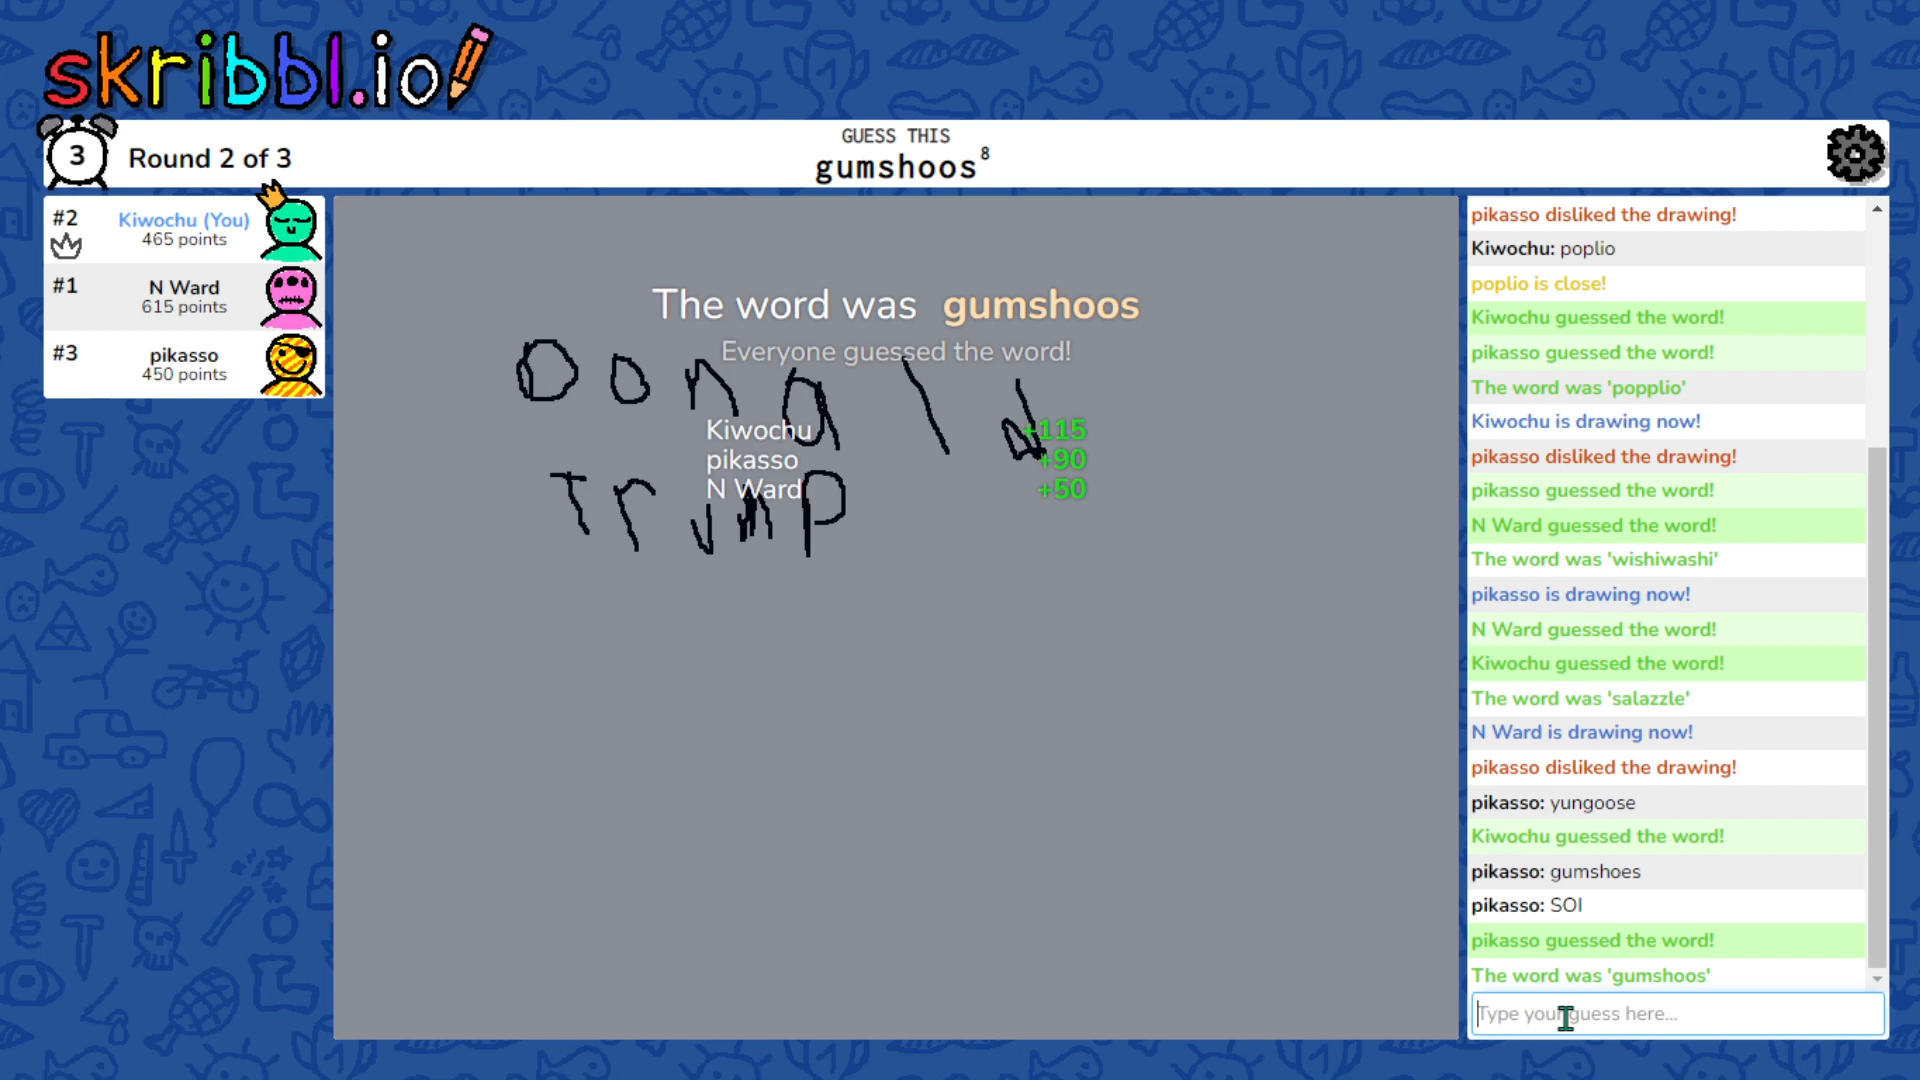 skribbl.io
3
Round 2 of 3
GUESS THIS
gumshoos 8
#2
Kiwochu (You)
465 points
#1
N Ward
615 points
#3
pikasso
450 points
The word was gumshoos
Everyone guessed the word!
Donald
Kiwochu +115
pikasso +90
N Ward +50
Trump
pikasso disliked the drawing!
Kiwochu: poplio
poplio is close!
Kiwochu guessed the word!
pikasso guessed the word!
The word was 'popplio'
Kiwochu is drawing now!
pikasso disliked the drawing!
pikasso guessed the word!
N Ward guessed the word!
The word was 'wishiwashi'
pikasso is drawing now!
N Ward guessed the word!
Kiwochu guessed the word!
The word was 'salazzle'
N Ward is drawing now!
pikasso disliked the drawing!
pikasso: yungoose
Kiwochu guessed the word!
pikasso: gumshoes
pikasso: SOI
pikasso guessed the word!
The word was 'gumshoos'
Type your guess here...